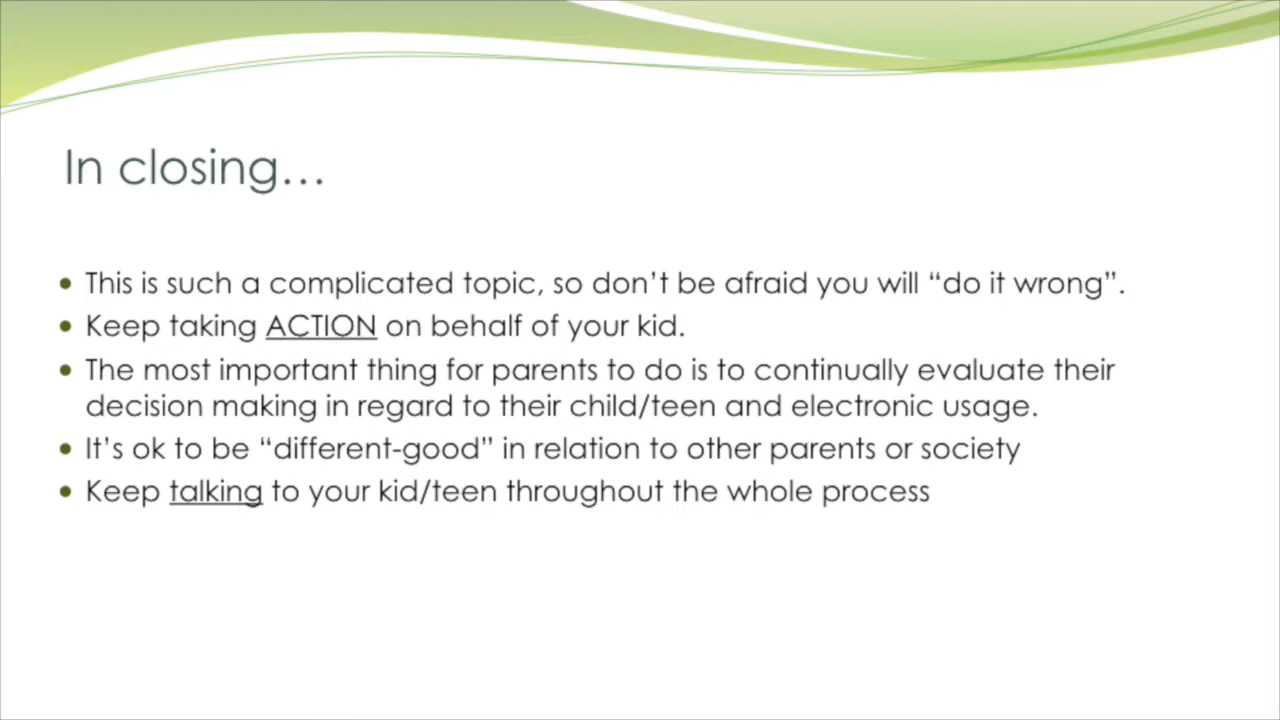 In closing…
• This is such a complicated topic, so don’t be afraid you will “do it wrong”.
• Keep taking ACTION on behalf of your kid.
• The most important thing for parents to do is to continually evaluate their
decision making in regard to their child/teen and electronic usage.
• It’s ok to be “different-good” in relation to other parents or society
• Keep talking to your kid/teen throughout the whole process